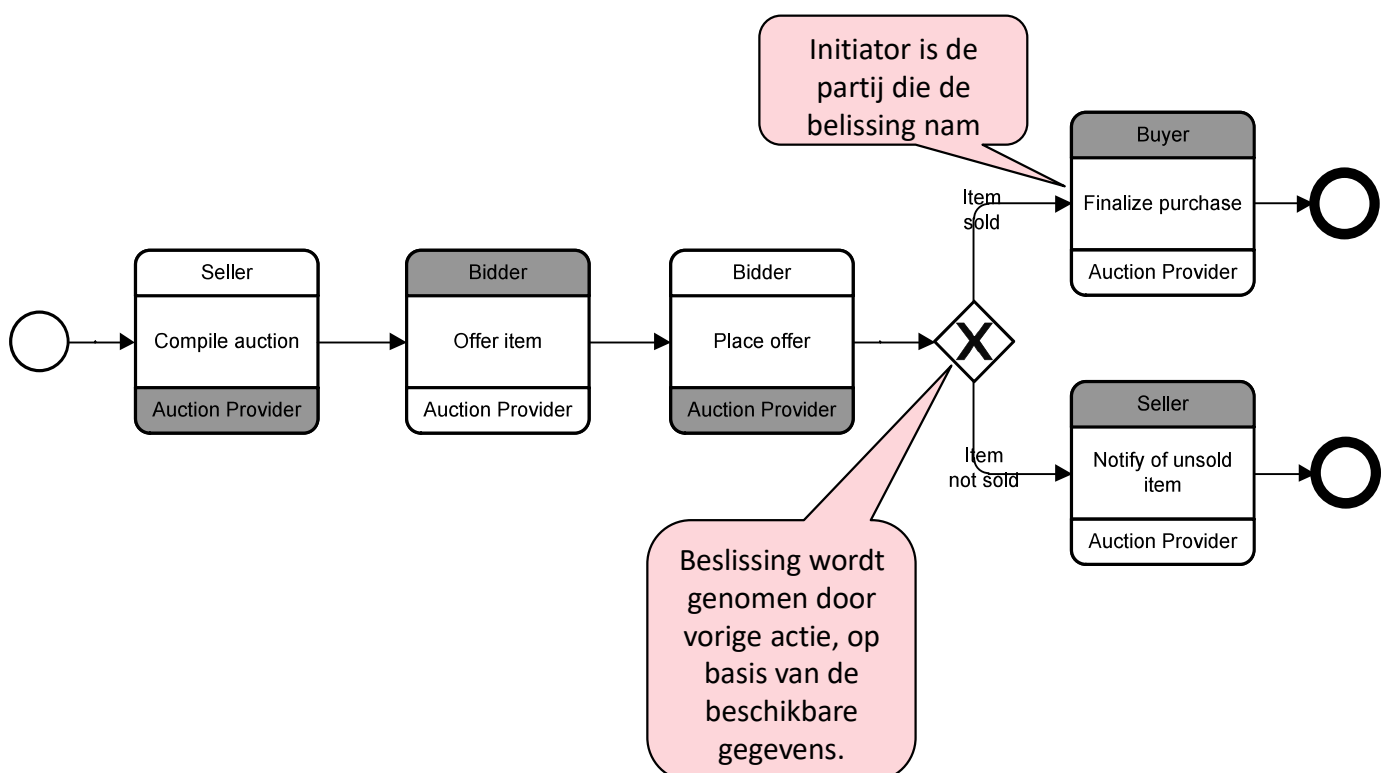 Initiator is de
partij die de
belissing nam
Buyer
Finalize purchase
Auction Provider
Item
sold
Seller
Compile auction
Auction Provider
Bidder
Offer item
Auction Provider
Bidder
Place offer
Auction Provider
X
Item
not sold
Seller
Notify of unsold
item
Auction Provider
Beslissing wordt
genomen door
vorige actie, op
basis van de
beschikbare
gegevens.